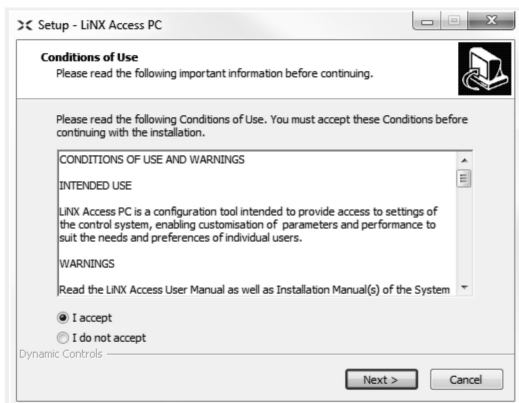 Setup - LiNX Access PC
Conditions of Use
Please read the following important information before continuing.
Please read the following Conditions of Use. You must accept these Conditions before
continuing with the installation.
CONDITIONS OF USE AND WARNINGS
INTENDED USE
LiNX Access PC is a configuration tool intended to provide access to settings of
the control system, enabling customisation of parameters and performance to
suit the needs and preferences of individual users.
WARNINGS
Read the LiNX Access User Manual as well as Installation Manual(s) of the System
I accept
I do not accept
Dynamic Controls
Next >
Cancel